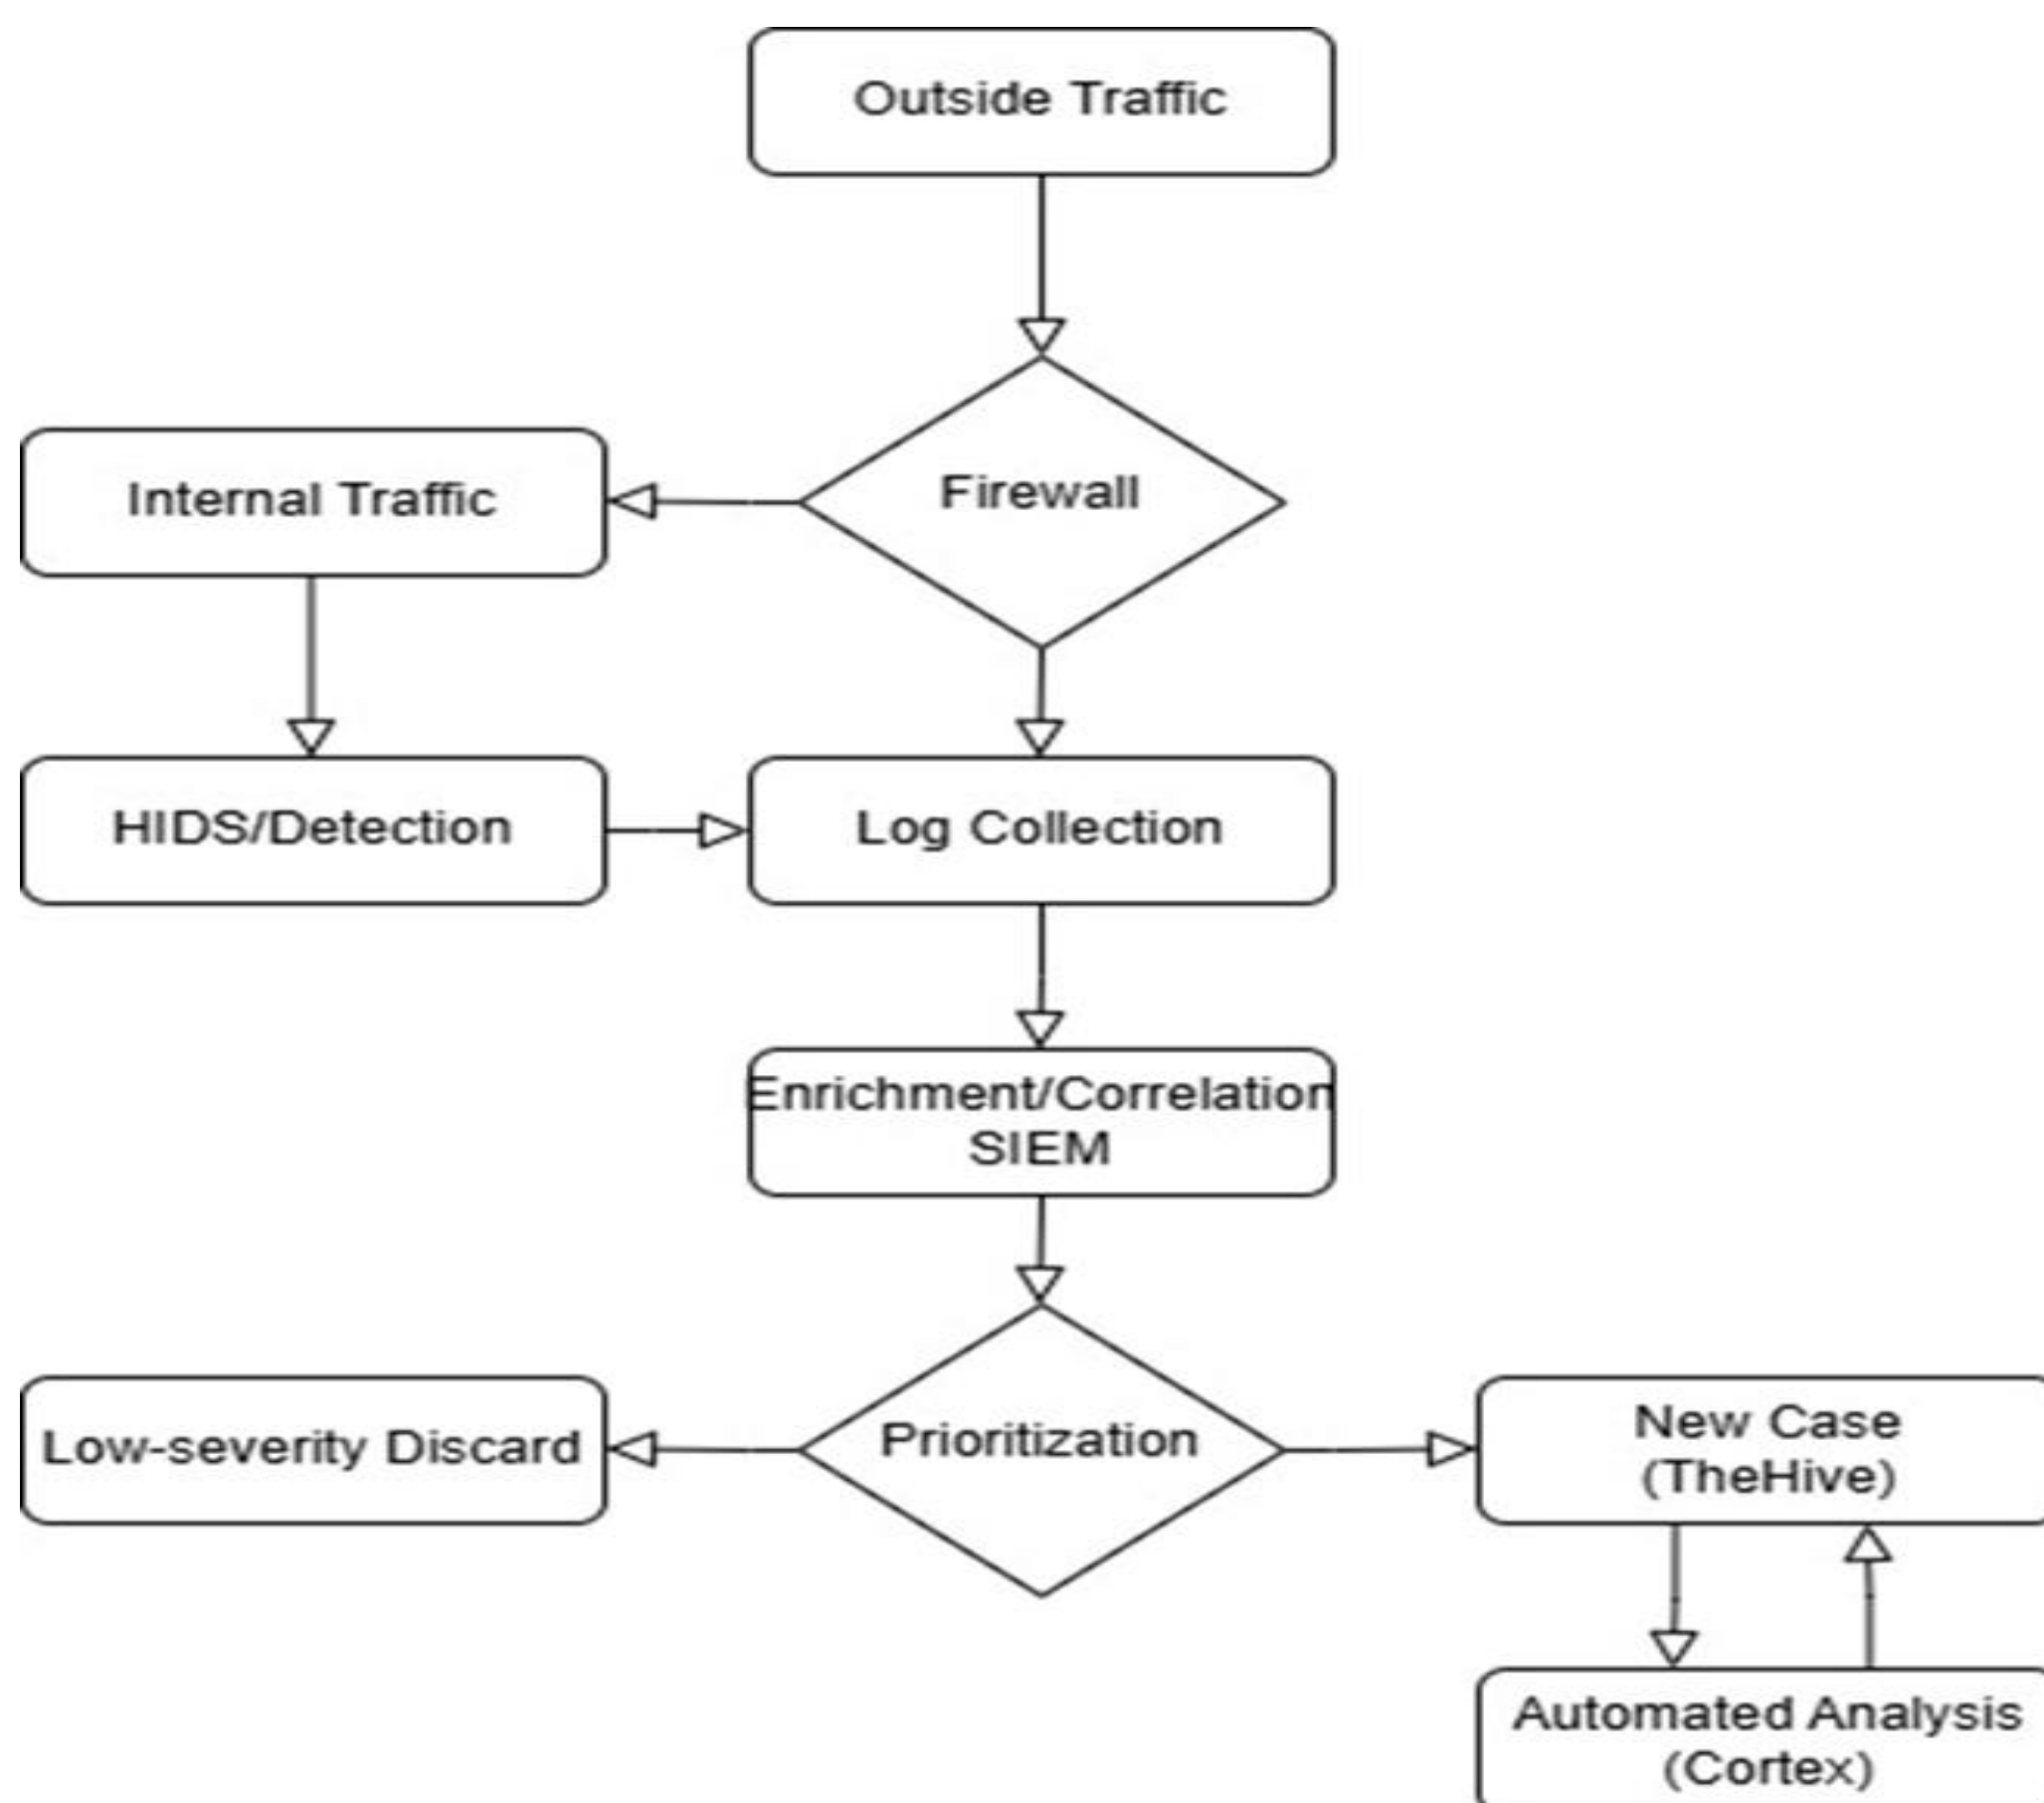 Outside Traffic
Firewall
Internal Traffic
HIDS/Detection
Log Collection
Enrichment/Correlation
SIEM
Prioritization
Low-severity Discard
New Case
(TheHive)
Automated Analysis
(Cortex)